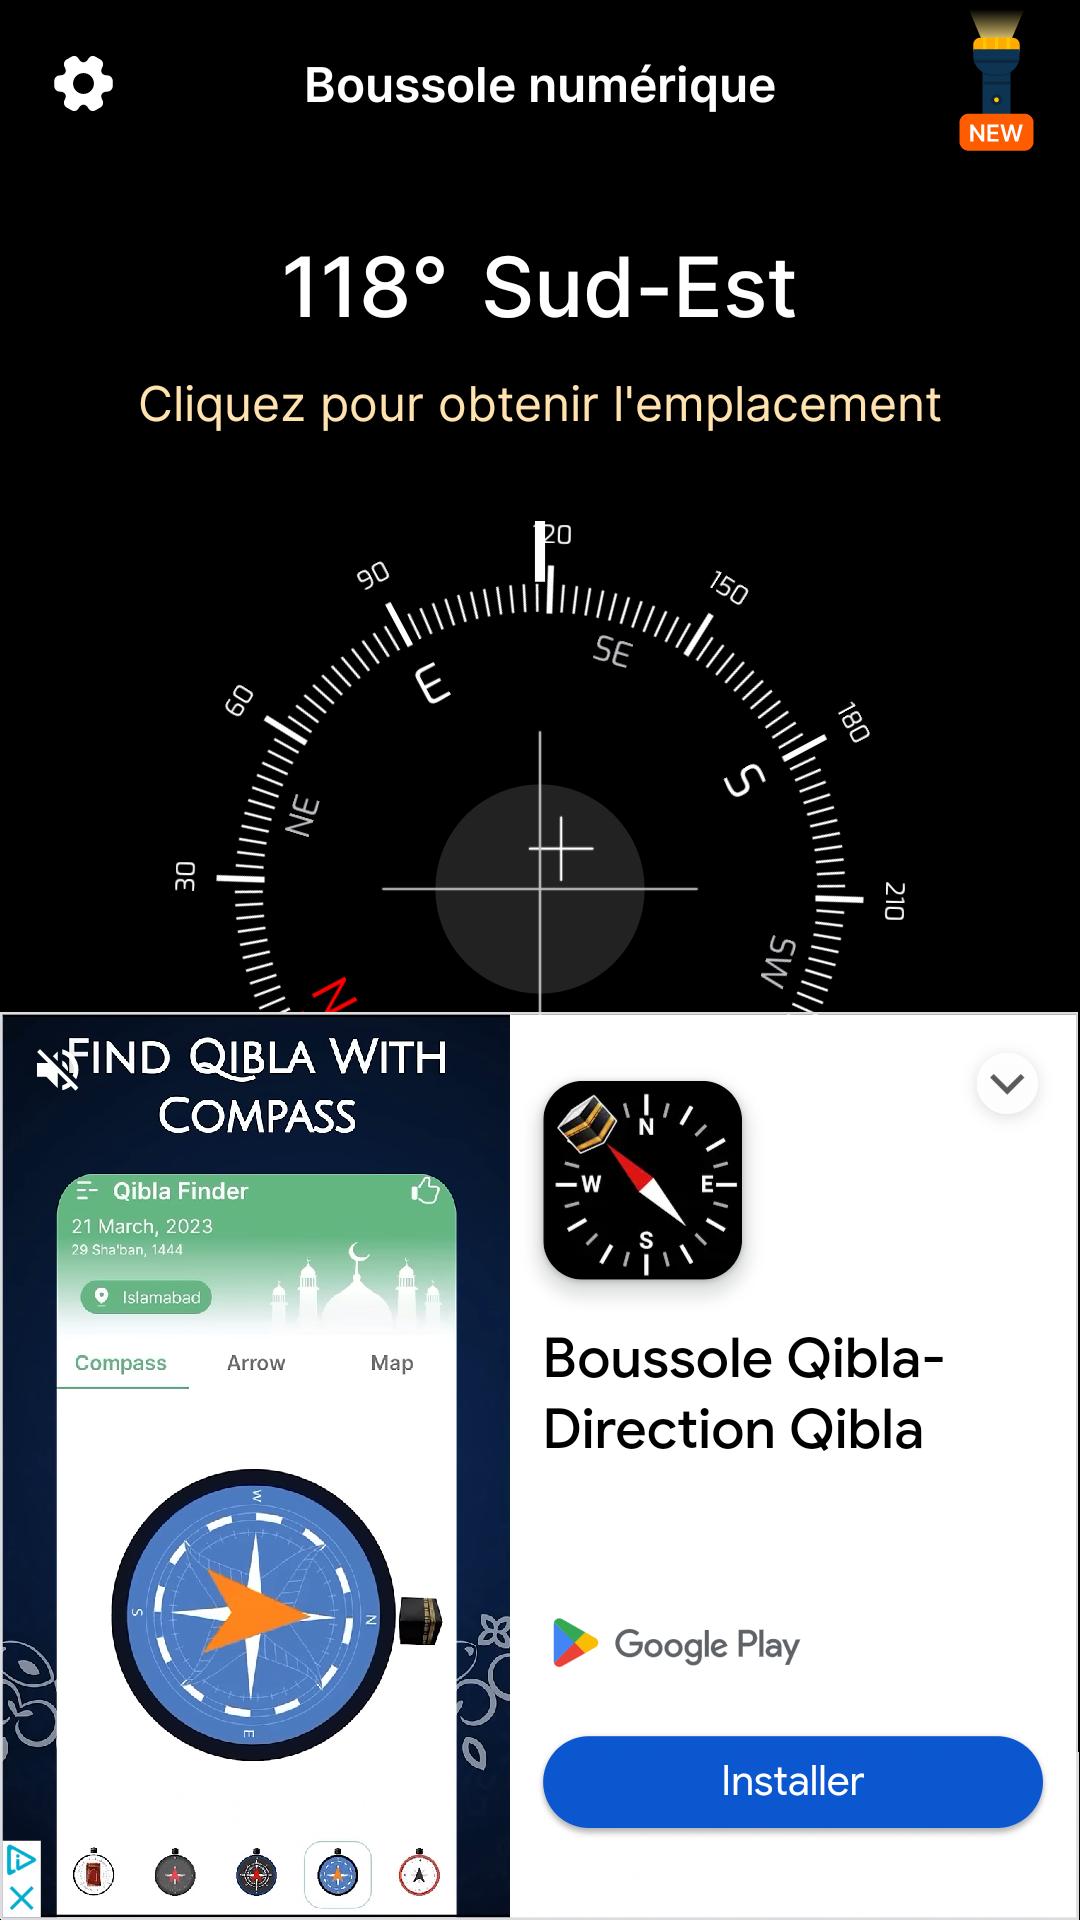 Boussole numérique
NEW
118° Sud-Est
Cliquez pour obtenir l'emplacement
20
90
150
SE
E
60
180
S
NE
30
210
SW
N
FIND QIBLA WITH
COMPASS
Qibla Finder
21 March, 2023
29 Sha'ban, 1444
Islamabad
Compass
Arrow
Map
W
S
N
E
N
W
E
S
Boussole Qibla-
Direction Qibla
Google Play
Installer